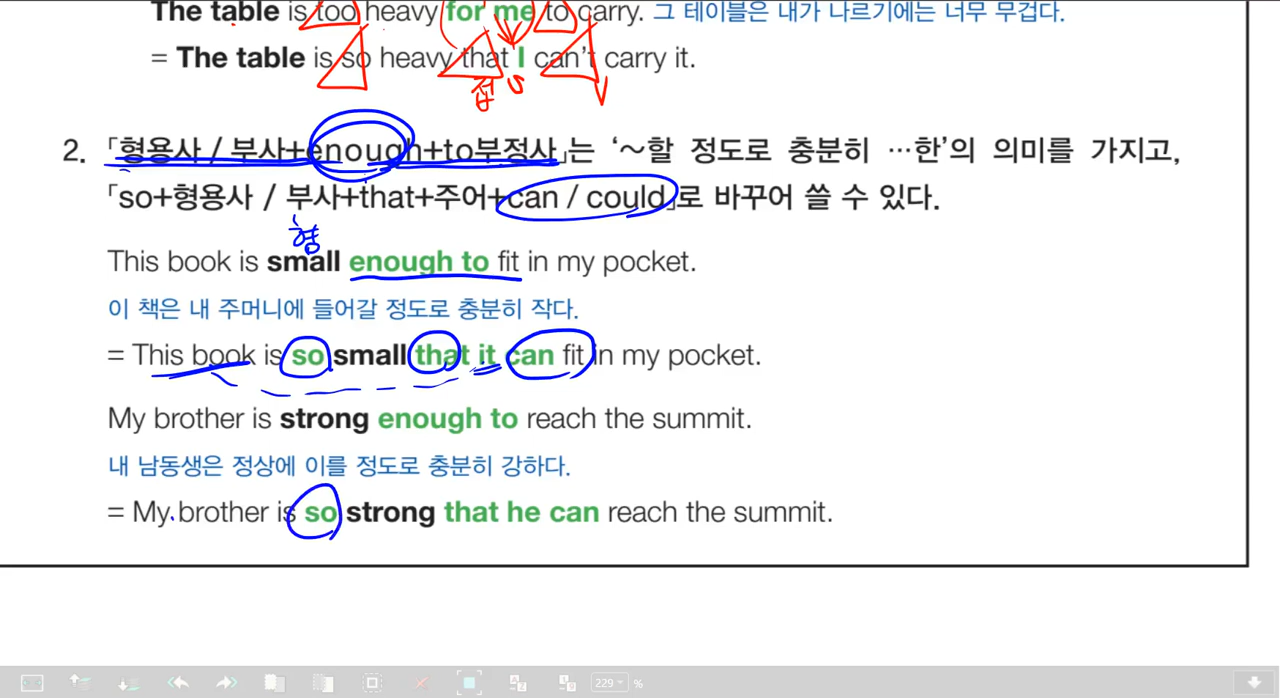 The table is too heavy for me to carry. 그 테이블은 내가 나르기에는 너무 무겁다.
= The table is so heavy that I can't carry it.
접
2. 「형용사 / 부사+enough+to부정사」는 '~할 정도로 충분히 …한'의 의미를 가지고,
「so+형용사 / 부사+that+주어+can / could」로 바꾸어 쓸 수 있다.
형
This book is small enough to fit in my pocket.
이 책은 내 주머니에 들어갈 정도로 충분히 작다.
= This book is so small that it can fit in my pocket.
My brother is strong enough to reach the summit.
내 남동생은 정상에 이를 정도로 충분히 강하다.
= My brother is so strong that he can reach the summit.
229 %